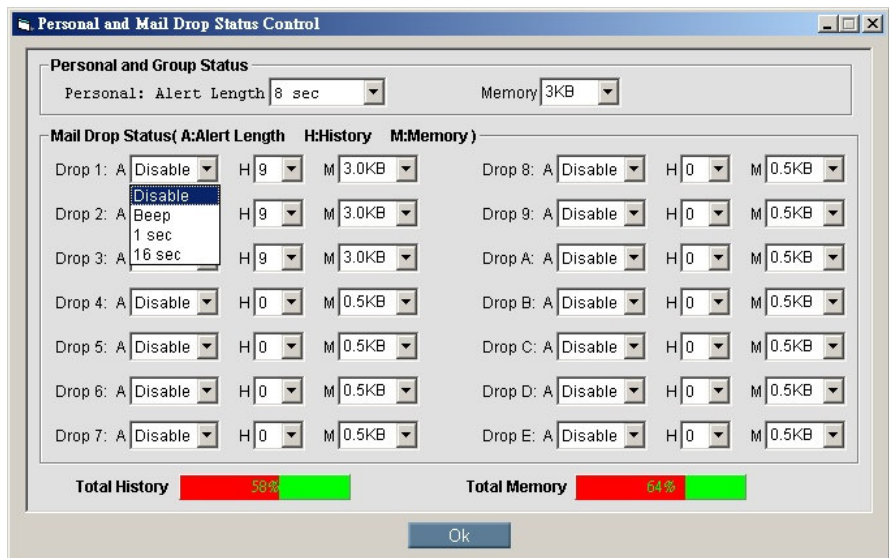 Personal and Mail Drop Status Control
Personal and Group Status
Personal: Alert Length 8 sec Memory 3KB
Mail Drop Status( A:Alert Length H:History M:Memory )
Drop 1: A Disable H 9 M 3.0KB Drop 8: A Disable H 0 M 0.5KB
Disable
Drop 2: A Beep H 9 M 3.0KB Drop 9: A Disable H 0 M 0.5KB
1 sec
Drop 3: A 16 sec H 9 M 3.0KB Drop A: A Disable H 0 M 0.5KB
Drop 4: A Disable H 0 M 0.5KB Drop B: A Disable H 0 M 0.5KB
Drop 5: A Disable H 0 M 0.5KB Drop C: A Disable H 0 M 0.5KB
Drop 6: A Disable H 0 M 0.5KB Drop D: A Disable H 0 M 0.5KB
Drop 7: A Disable H 0 M 0.5KB Drop E: A Disable H 0 M 0.5KB
Total History 58% Total Memory 64%
Ok